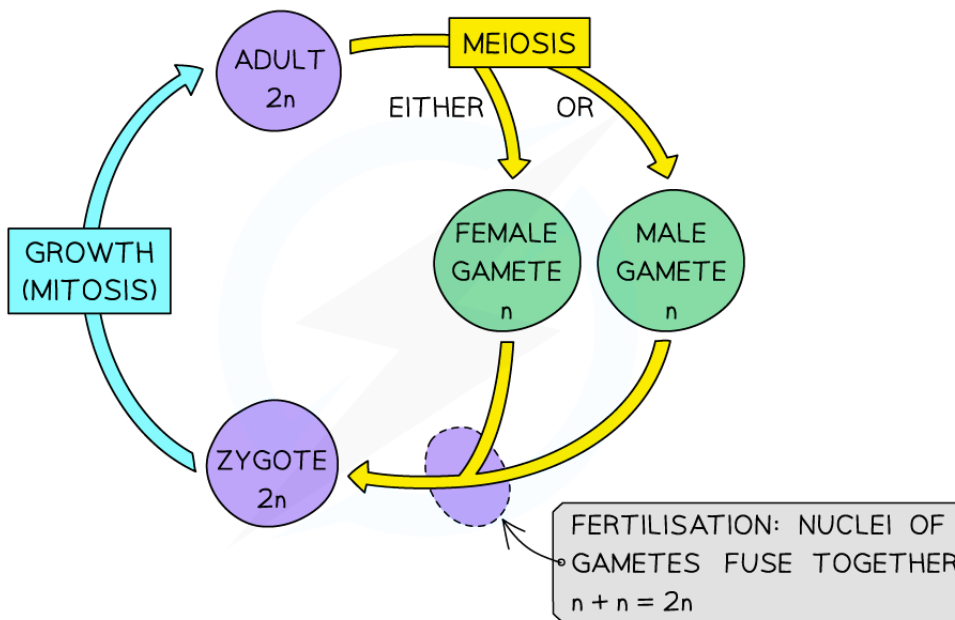 ADULT
2n
MEIOSIS
EITHER
OR
FEMALE
GAMETE
n
MALE
GAMETE
n
GROWTH
(MITOSIS)
ZYGOTE
2n
FERTILISATION: NUCLEI OF
GAMETES FUSE TOGETHER
n + n = 2n